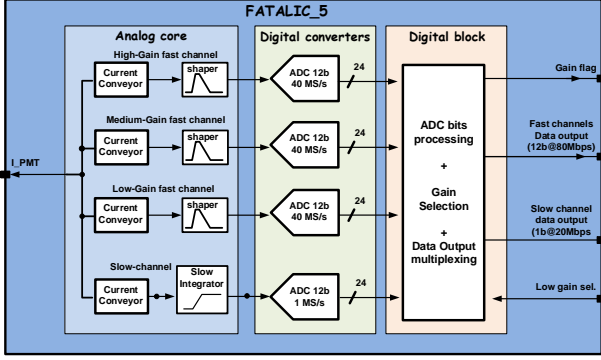 FATALIC_5
Analog core
Digital converters
Digital block
High-Gain fast channel
Current
Conveyor
shaper
ADC 12b
40 MS/s
24
Gain flag
Medium-Gain fast channel
Current
Conveyor
shaper
ADC 12b
40 MS/s
24
ADC bits
processing
+
Gain
Selection
+
Data Output
multiplexing
Fast channels
Data output
(12b@80Mbps)
I_PMT
Low-Gain fast channel
Current
Conveyor
shaper
ADC 12b
40 MS/s
24
Slow channel
data output
(1b@20Mbps
Slow-channel
Current
Conveyor
Slow
Integrator
ADC 12b
1 MS/s
24
Low gain sel.